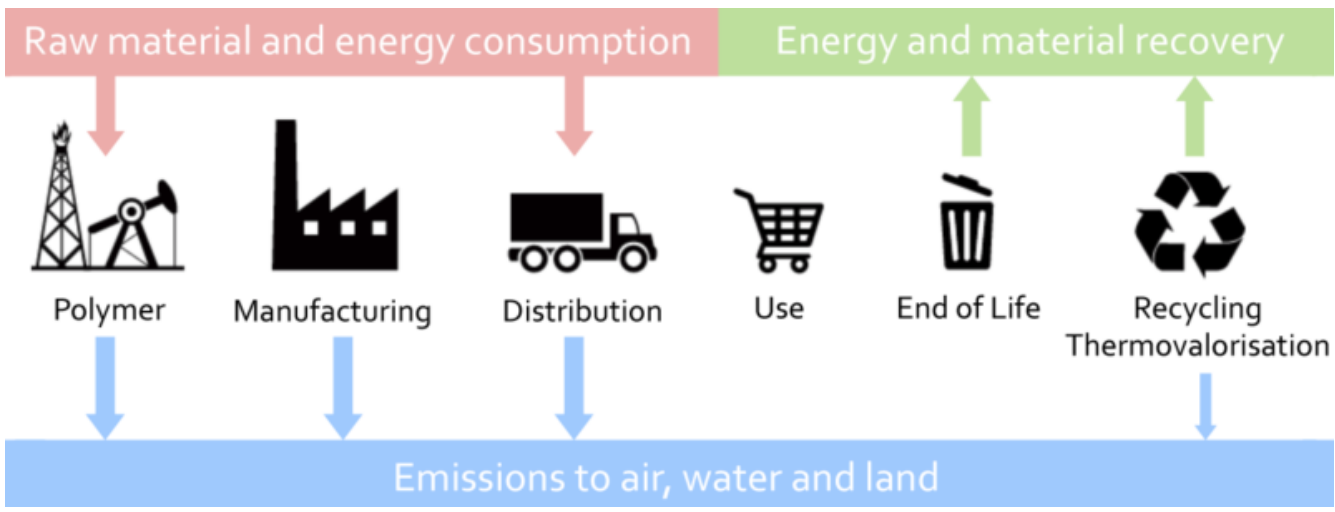 Raw material and energy consumption
Energy and material recovery
Polymer
Manufacturing
Distribution
Use
End of Life
Recycling
Thermovalorisation
Emissions to air, water and land